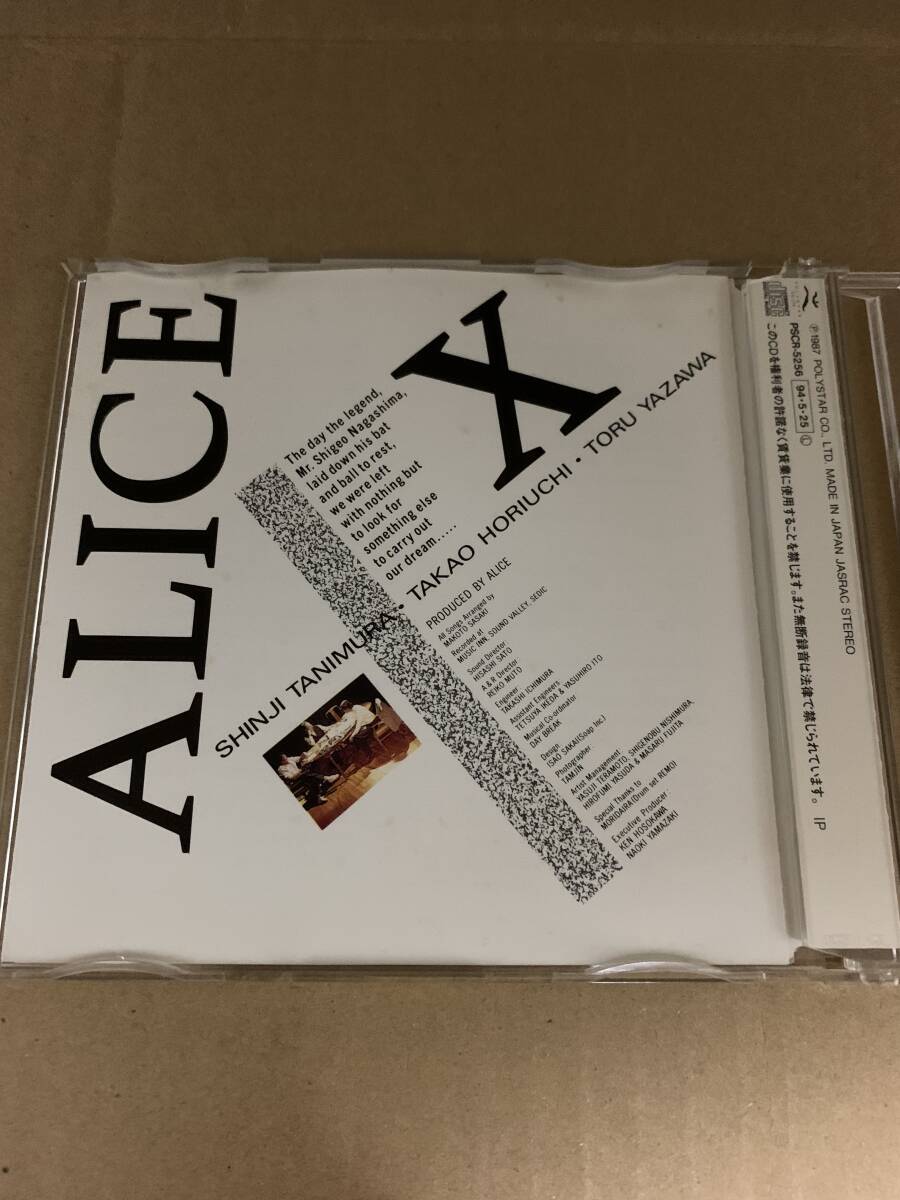 ALICE
X
The day the legend,
Mr. Shigeo Nagashima,
laid down his bat
and ball to rest,
we were left
with nothing but
to look for
something else
to carry out
our dream.....
SHINJI TANIMURA・TAKAO HORIUCHI・TORU YAZAWA
PRODUCED BY ALICE
All Songs Arranged by
MAKOTO SASAKI
Recorded at
MUSIC INN, SOUND VALLEY, SEDIC
Sound Director:
HISASHI SATO
A & R Director:
REIKO MUTO
Engineer
TAKASHI ICHIMURA
Assistant Engineers
TETSUYA IKEDA & YASUHIRO ITO
Musical Co-ordinator
DAY BREAK
Design
ISAO SAKAI(Soap Inc.)
Photographer
YAMJIN
Artist Management:
YASUJI TERAMOTO, SHIGENOBU NISHIMURA,
HIROFUMI YASUDA & MASARU FUJITA
Special Thanks to
MORIDAIRA(Drum set, REMO)
Executive Producer:
KEN HOSOKAWA
NAOKI YAMAZAKI
disc
Ⓟ1987 POLYSTAR CO., LTD. MADE IN JAPAN JASRAC STEREO
PSCR-5256 94・5・25 Ⓛ
このCDを権利者の許諾なく賃貸業に使用することを禁じます。また無断録音は法律で禁じられています。 IP